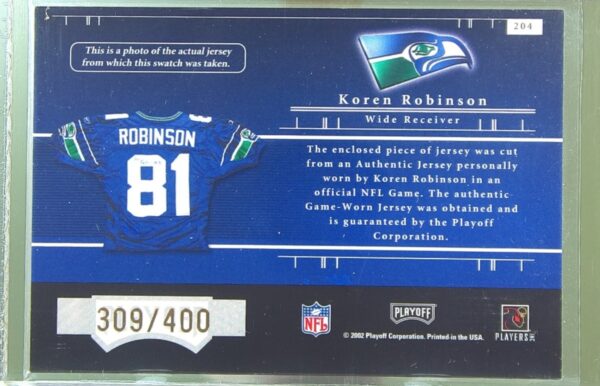 204
This is a photo of the actual jersey
from which this swatch was taken.
Koren Robinson
Wide Receiver
ROBINSON
81
The enclosed piece of jersey was cut
from an Authentic Jersey personally
worn by Koren Robinson in an
official NFL Game. The authentic
Game-Worn Jersey was obtained and
is guaranteed by the Playoff
Corporation.
309/400
NFL
PLAYOFF
PLAYERS INC
© 2002 Playoff Corporation. Printed in the USA.